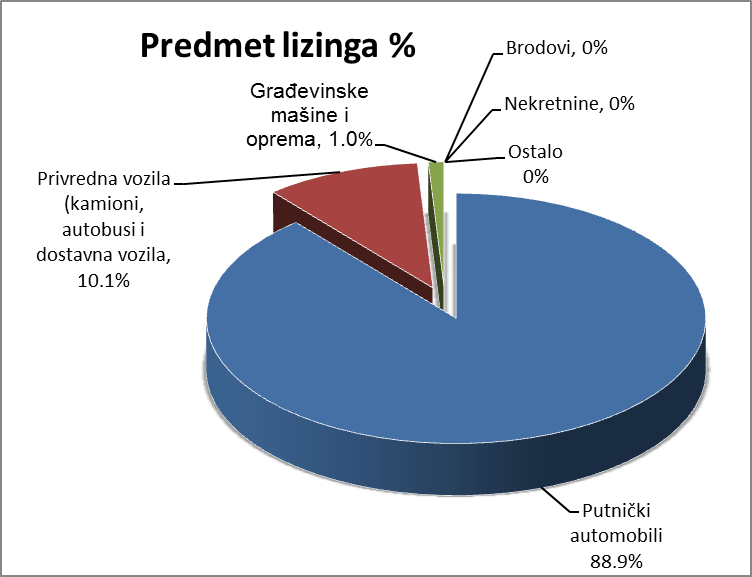 Predmet lizinga %
Brodovi, 0%
Građevinske
mašine i
oprema, 1.0%
Nekretnine, 0%
Ostalo
0%
Privredna vozila
(kamioni,
autobusi i
dostavna vozila,
10.1%
Putnički
automobili
88.9%